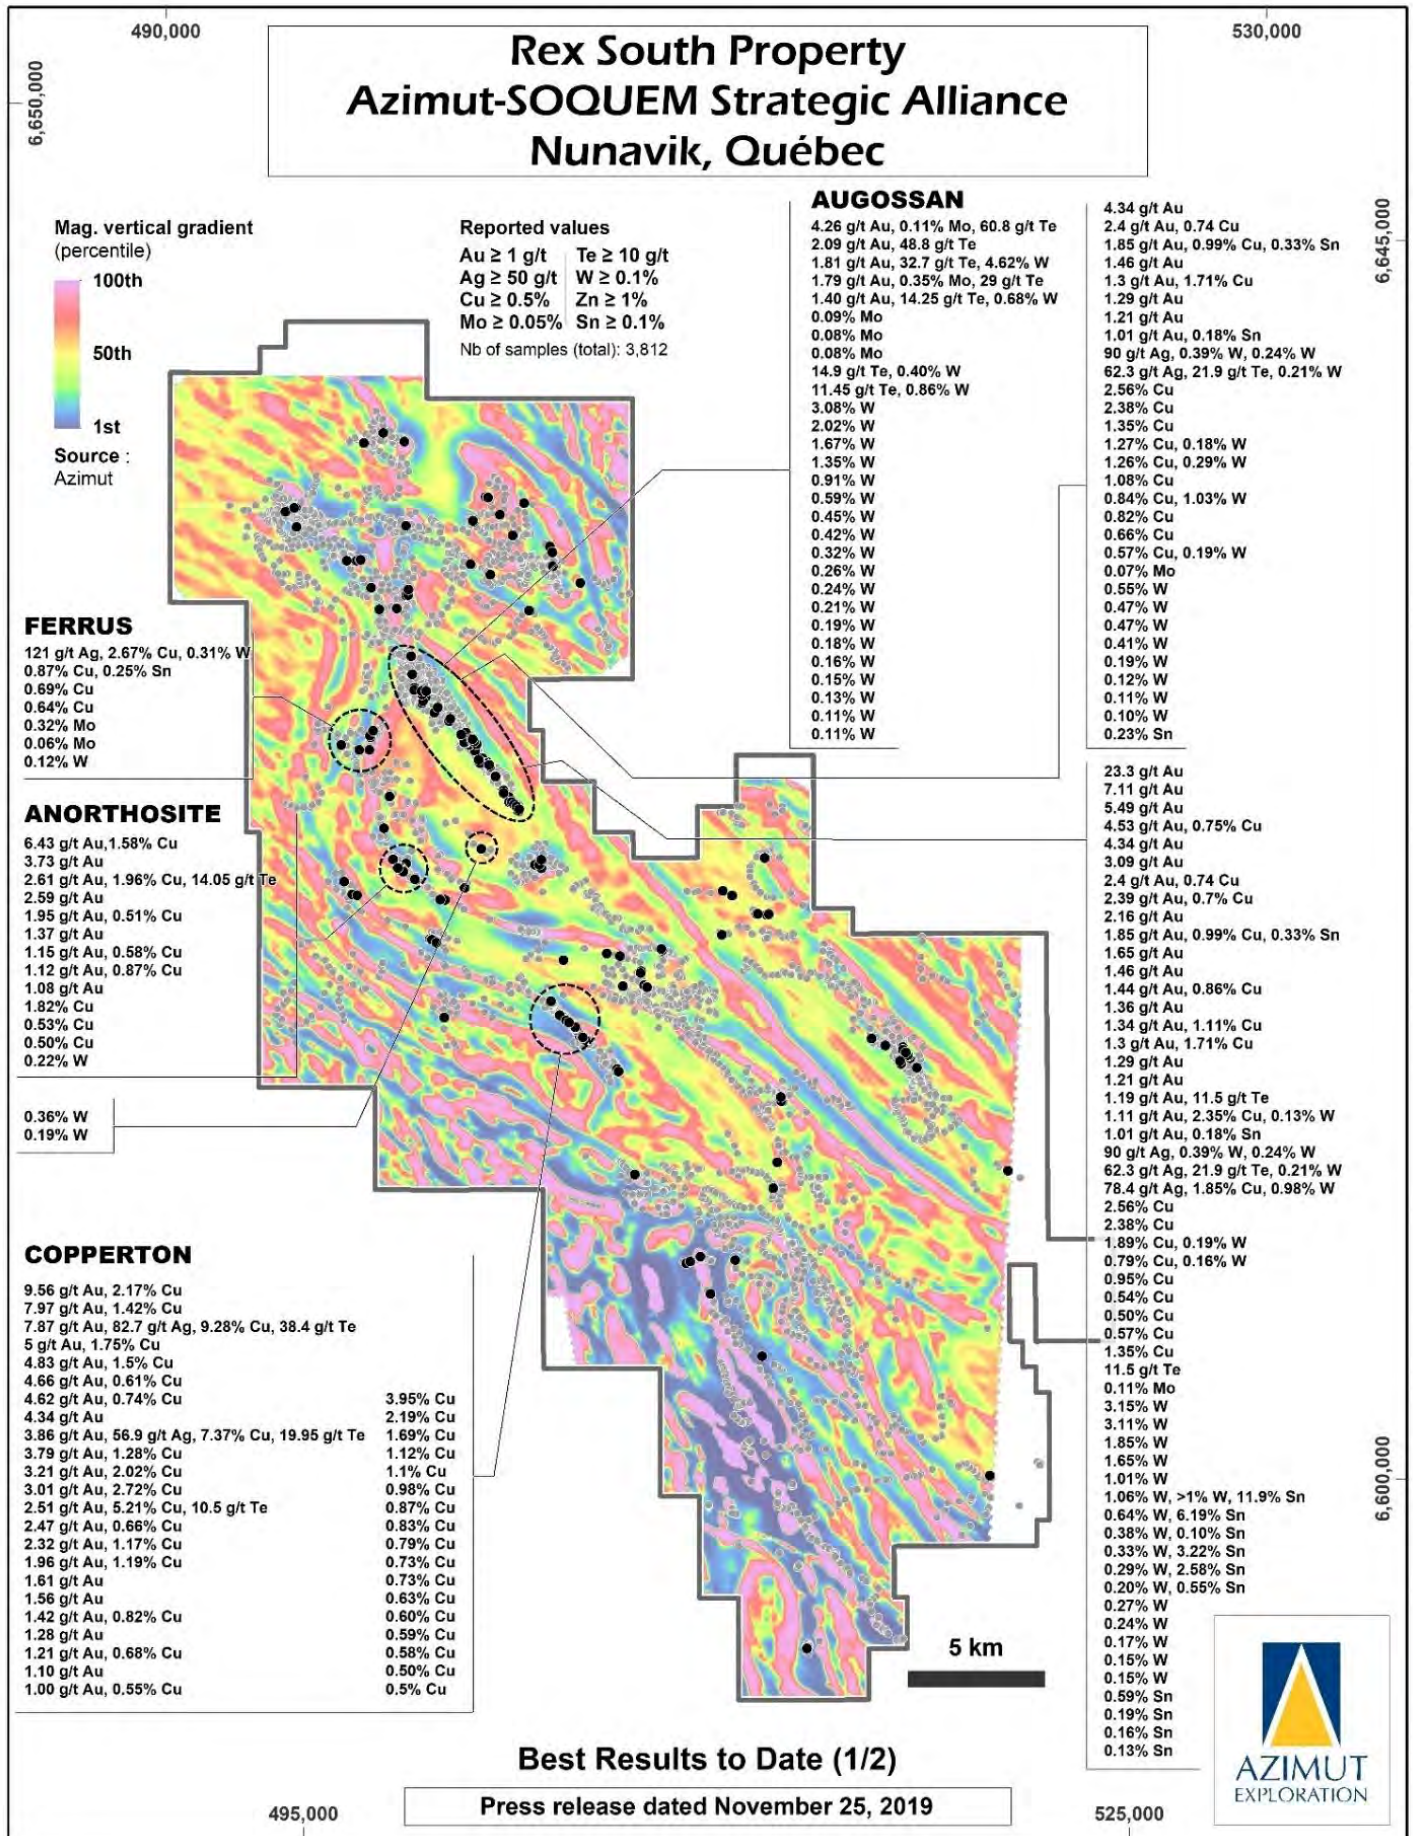 490,000
530,000
6,650,000
Rex South Property
Azimut-SOQUEM Strategic Alliance
Nunavik, Québec
6,645,000
Mag. vertical gradient
(percentile)
100th
50th
1st
Source :
Azimut
Reported values
Au ≥ 1 g/t Te ≥ 10 g/t
Ag ≥ 50 g/t W ≥ 0.1%
Cu ≥ 0.5% Zn ≥ 1%
Mo ≥ 0.05% Sn ≥ 0.1%
Nb of samples (total): 3,812
AUGOSSAN
4.26 g/t Au, 0.11% Mo, 60.8 g/t Te
2.09 g/t Au, 48.8 g/t Te
1.81 g/t Au, 32.7 g/t Te, 4.62% W
1.79 g/t Au, 0.35% Mo, 29 g/t Te
1.40 g/t Au, 14.25 g/t Te, 0.68% W
0.09% Mo
0.08% Mo
0.08% Mo
14.9 g/t Te, 0.40% W
11.45 g/t Te, 0.86% W
3.08% W
2.02% W
1.67% W
1.35% W
0.91% W
0.59% W
0.45% W
0.42% W
0.32% W
0.26% W
0.24% W
0.21% W
0.19% W
0.18% W
0.16% W
0.15% W
0.13% W
0.11% W
0.11% W
4.34 g/t Au
2.4 g/t Au, 0.74 Cu
1.85 g/t Au, 0.99% Cu, 0.33% Sn
1.46 g/t Au
1.3 g/t Au, 1.71% Cu
1.29 g/t Au
1.21 g/t Au
1.01 g/t Au, 0.18% Sn
90 g/t Ag, 0.39% W, 0.24% W
62.3 g/t Ag, 21.9 g/t Te, 0.21% W
2.56% Cu
2.38% Cu
1.35% Cu
1.27% Cu, 0.18% W
1.26% Cu, 0.29% W
1.08% Cu
0.84% Cu, 1.03% W
0.82% Cu
0.66% Cu
0.57% Cu, 0.19% W
0.07% Mo
0.55% W
0.47% W
0.47% W
0.41% W
0.19% W
0.12% W
0.11% W
0.10% W
0.23% Sn
FERRUS
121 g/t Ag, 2.67% Cu, 0.31% W
0.87% Cu, 0.25% Sn
0.69% Cu
0.64% Cu
0.32% Mo
0.06% Mo
0.12% W
ANORTHOSITE
6.43 g/t Au,1.58% Cu
3.73 g/t Au
2.61 g/t Au, 1.96% Cu, 14.05 g/t Te
2.59 g/t Au
1.95 g/t Au, 0.51% Cu
1.37 g/t Au
1.15 g/t Au, 0.58% Cu
1.12 g/t Au, 0.87% Cu
1.08 g/t Au
1.82% Cu
0.53% Cu
0.50% Cu
0.22% W
0.36% W
0.19% W
23.3 g/t Au
7.11 g/t Au
5.49 g/t Au
4.53 g/t Au, 0.75% Cu
4.34 g/t Au
3.09 g/t Au
2.4 g/t Au, 0.74 Cu
2.39 g/t Au, 0.7% Cu
2.16 g/t Au
1.85 g/t Au, 0.99% Cu, 0.33% Sn
1.65 g/t Au
1.46 g/t Au
1.44 g/t Au, 0.86% Cu
1.36 g/t Au
1.34 g/t Au, 1.11% Cu
1.3 g/t Au, 1.71% Cu
1.29 g/t Au
1.21 g/t Au
1.19 g/t Au, 11.5 g/t Te
1.11 g/t Au, 2.35% Cu, 0.13% W
1.01 g/t Au, 0.18% Sn
90 g/t Ag, 0.39% W, 0.24% W
62.3 g/t Ag, 21.9 g/t Te, 0.21% W
78.4 g/t Ag, 1.85% Cu, 0.98% W
2.56% Cu
2.38% Cu
1.89% Cu, 0.19% W
0.79% Cu, 0.16% W
0.95% Cu
0.54% Cu
0.50% Cu
0.57% Cu
1.35% Cu
11.5 g/t Te
0.11% Mo
3.15% W
3.11% W
1.85% W
1.65% W
1.01% W
1.06% W, >1% W, 11.9% Sn
0.64% W, 6.19% Sn
0.38% W, 0.10% Sn
0.33% W, 3.22% Sn
0.29% W, 2.58% Sn
0.20% W, 0.55% Sn
0.27% W
0.24% W
0.17% W
0.15% W
0.15% W
0.59% Sn
0.19% Sn
0.16% Sn
0.13% Sn
COPPERTON
9.56 g/t Au, 2.17% Cu
7.97 g/t Au, 1.42% Cu
7.87 g/t Au, 82.7 g/t Ag, 9.28% Cu, 38.4 g/t Te
5 g/t Au, 1.75% Cu
4.83 g/t Au, 1.5% Cu
4.66 g/t Au, 0.61% Cu
4.62 g/t Au, 0.74% Cu
4.34 g/t Au
3.86 g/t Au, 56.9 g/t Ag, 7.37% Cu, 19.95 g/t Te
3.79 g/t Au, 1.28% Cu
3.21 g/t Au, 2.02% Cu
3.01 g/t Au, 2.72% Cu
2.51 g/t Au, 5.21% Cu, 10.5 g/t Te
2.47 g/t Au, 0.66% Cu
2.32 g/t Au, 1.17% Cu
1.96 g/t Au, 1.19% Cu
1.61 g/t Au
1.56 g/t Au
1.42 g/t Au, 0.82% Cu
1.28 g/t Au
1.21 g/t Au, 0.68% Cu
1.10 g/t Au
1.00 g/t Au, 0.55% Cu
3.95% Cu
2.19% Cu
1.69% Cu
1.12% Cu
1.1% Cu
0.98% Cu
0.87% Cu
0.83% Cu
0.79% Cu
0.73% Cu
0.73% Cu
0.63% Cu
0.60% Cu
0.59% Cu
0.58% Cu
0.50% Cu
0.5% Cu
6,600,000
5 km
AZIMUT
EXPLORATION
Best Results to Date (1/2)
Press release dated November 25, 2019
495,000
525,000